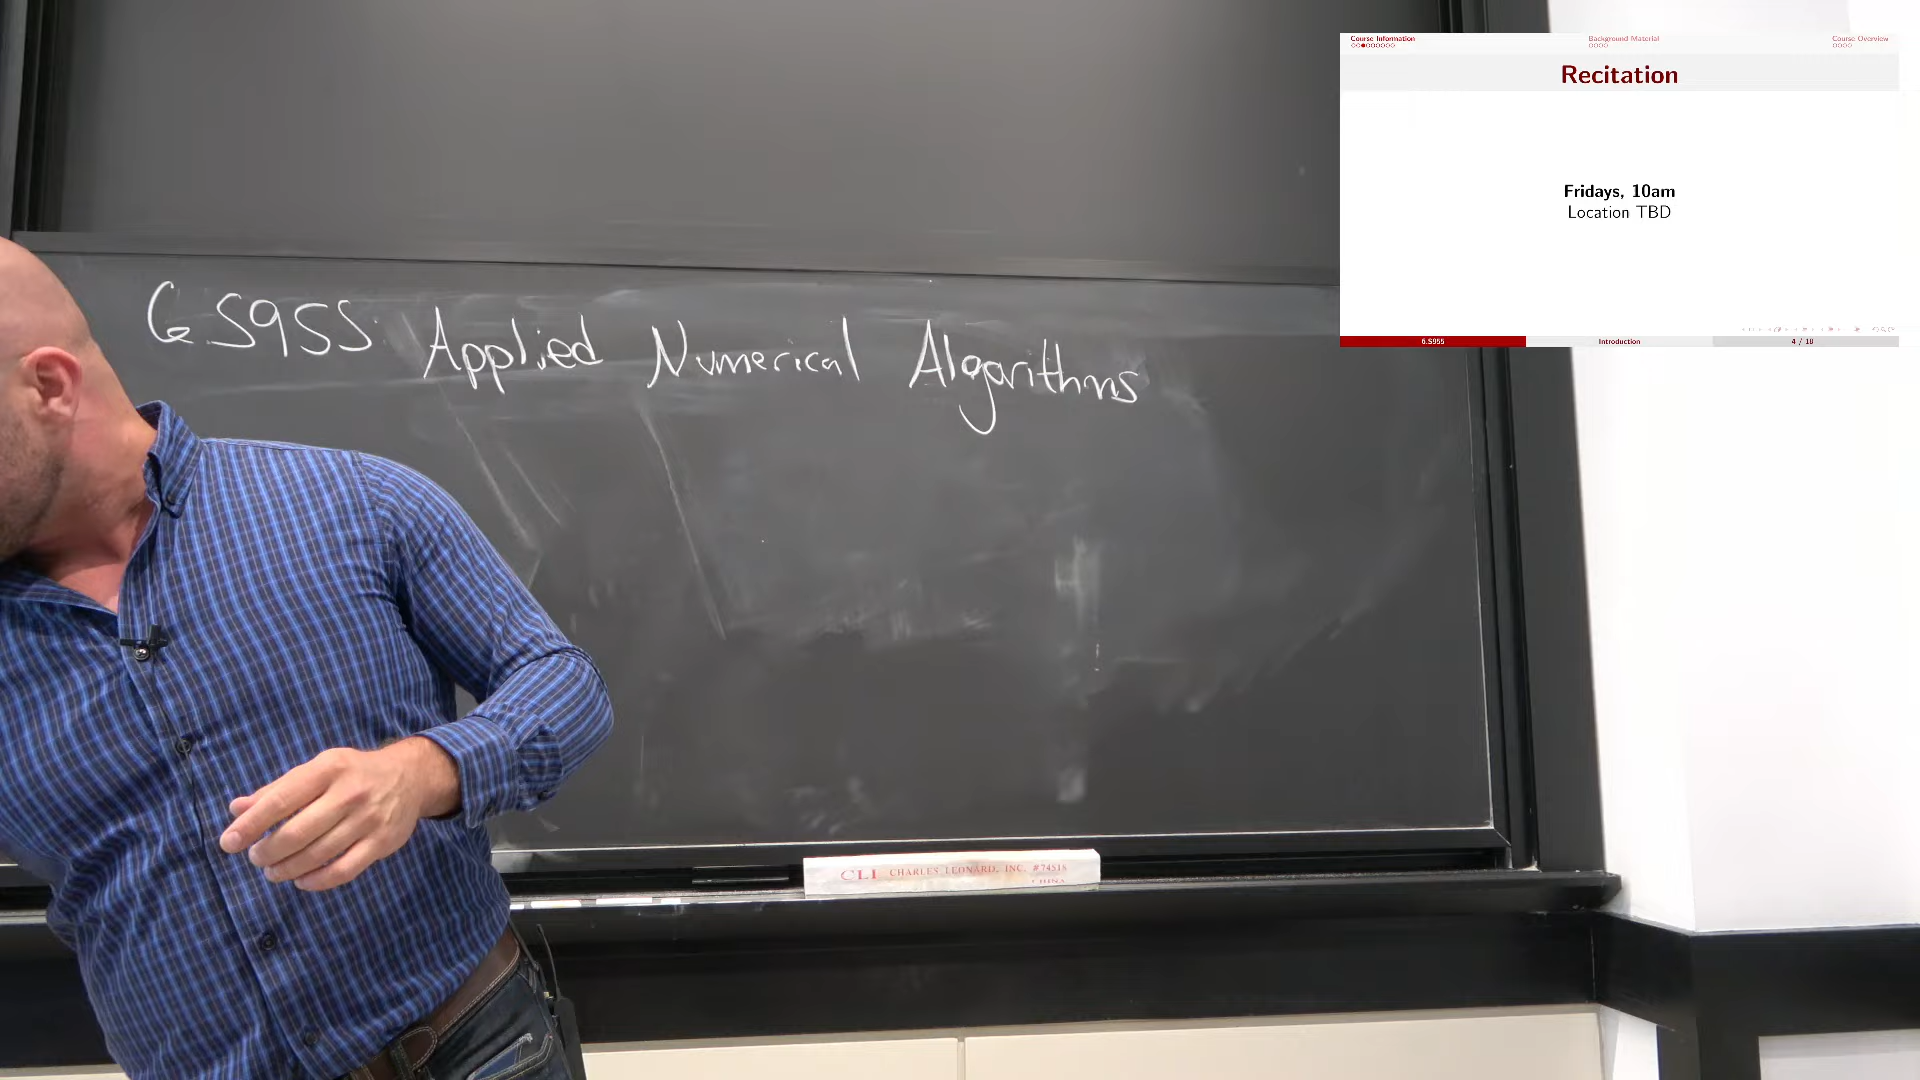 Course Information
Background Material
Course Overview
Recitation
Fridays, 10am
Location TBD
6.S955
Introduction
4 / 18
6.S955: Applied Numerical Algorithms
CLI CHARLES LEONARD, INC. #74518
CHINA